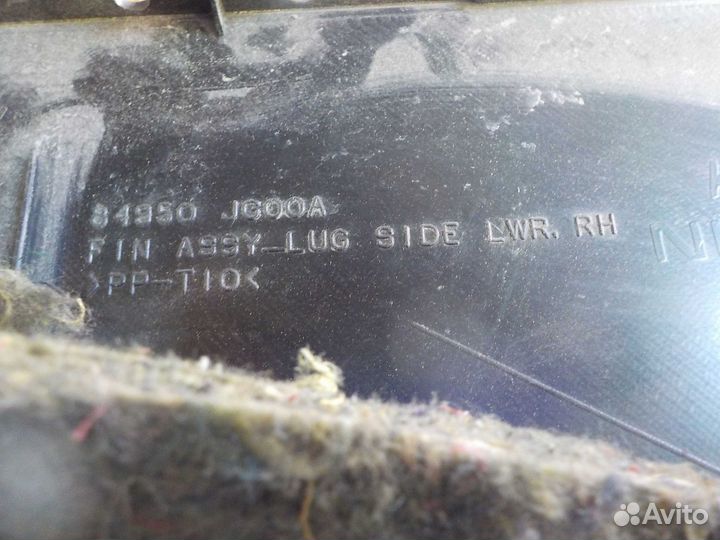 84950 JG00A
FIN ASSY_LUG SIDE LWR. RH
>PP-T10<
Avito